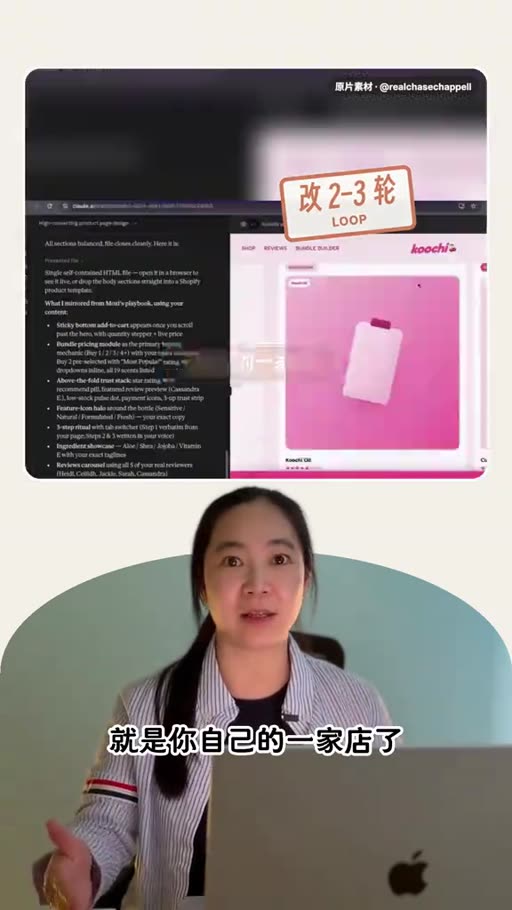 原片素材 · @realchasechappell
改 2-3 轮
LOOP
High-converting product page design
All sections balanced, file closes cleanly. Here it is:
Presented file
Single self-contained HTML file — open it in a browser to
see it live, or drop the body sections straight into a Shopify
product template.
What I mirrored from Moxi's playbook, using your
content:
Sticky bottom add-to-cart appears once you scroll
past the hero, with quantity stepper + live price
Bundle pricing module as the primary buying
mechanic (Buy 1 / 2 / 3 / 4+) with your
Buy 2 pre-selected with "Most Popular"
dropdowns inline, all 19 scents listed
Above-the-fold trust stack: star rating
recommend pill, featured review preview (Cassandra
E.), low-stock pulse dot, payment icons, 3-up trust strip
Feature-icon halo around the bottle (Sensitive /
Natural / Formulated / Fresh) — your exact copy
3-step ritual with tab switcher (Step 1 verbatim from
your page; Steps 2 & 3 written in your voice)
Ingredient showcase — Aloe / Shea / Jojoba / Vitamin
E with your exact taglines
Reviews carousel using all 5 of your real reviewers
(Heidi, Ceilidh, Jackie, Sarah, Cassandra)
SHOP REVIEWS BUNDLE BUILDER
koochi
Koochi Oil
就是你自己的一家店了